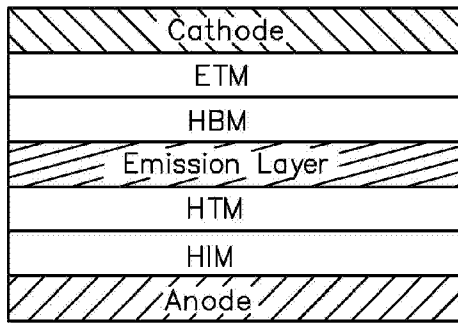 Cathode
ETM
HBM
Emission Layer
HTM
HIM
Anode